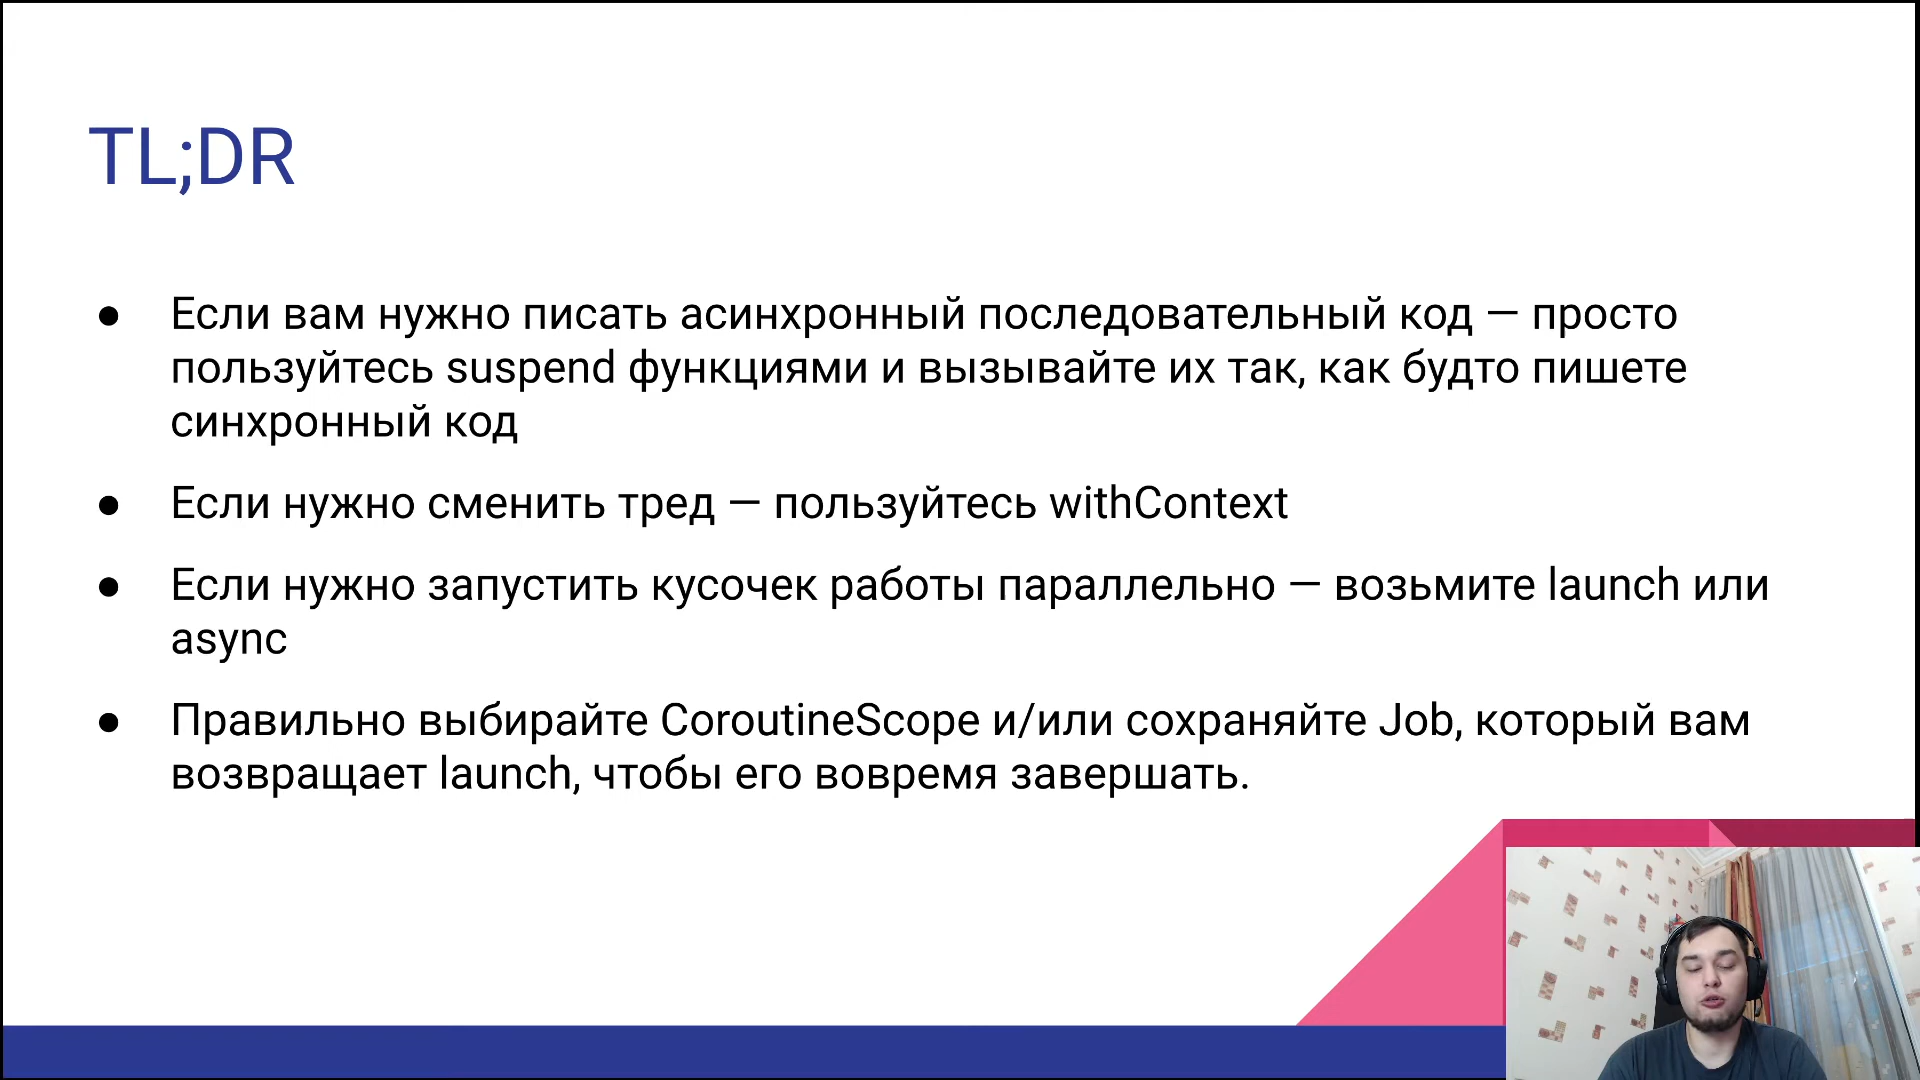 TL;DR
● Если вам нужно писать асинхронный последовательный код — просто
пользуйтесь suspend функциями и вызывайте их так, как будто пишете
синхронный код
● Если нужно сменить тред — пользуйтесь withContext
● Если нужно запустить кусочек работы параллельно — возьмите launch или
async
● Правильно выбирайте CoroutineScope и/или сохраняйте Job, который вам
возвращает launch, чтобы его вовремя завершать.